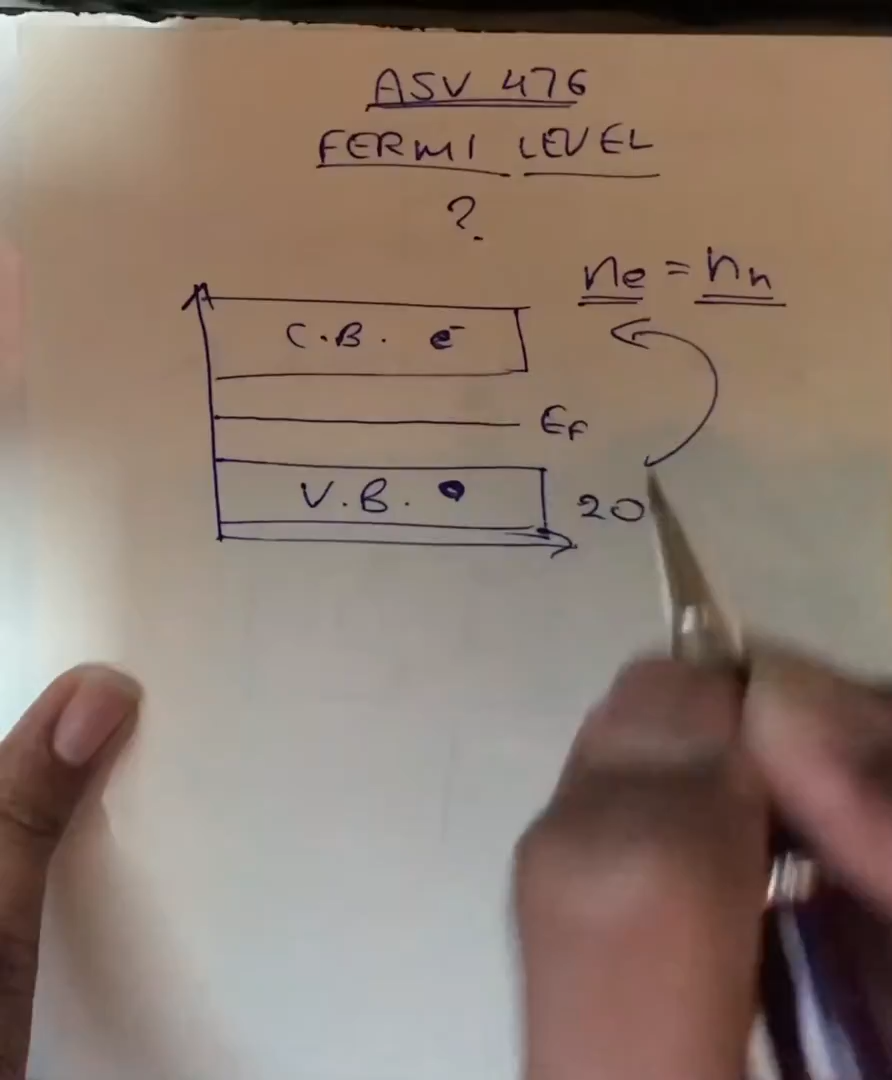 ASV 476
FERMI LEVEL
?
ne = nh
C.B. e-
EF
V.B.
20